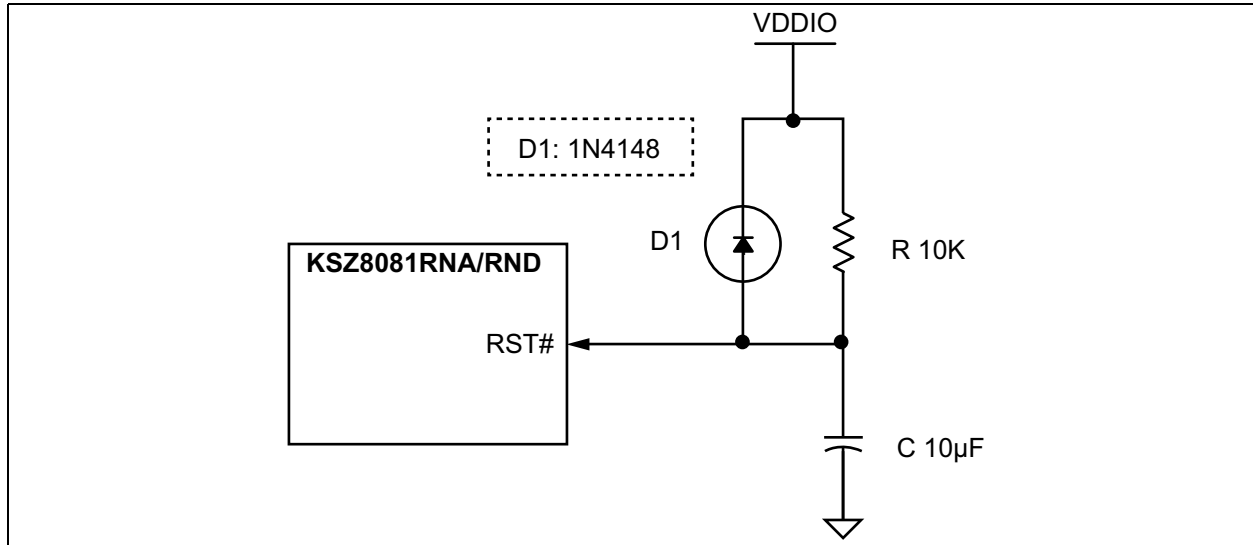 VDDIO
D1: 1N4148
D1
R 10K
KSZ8081RNA/RND
RST#
C 10µF